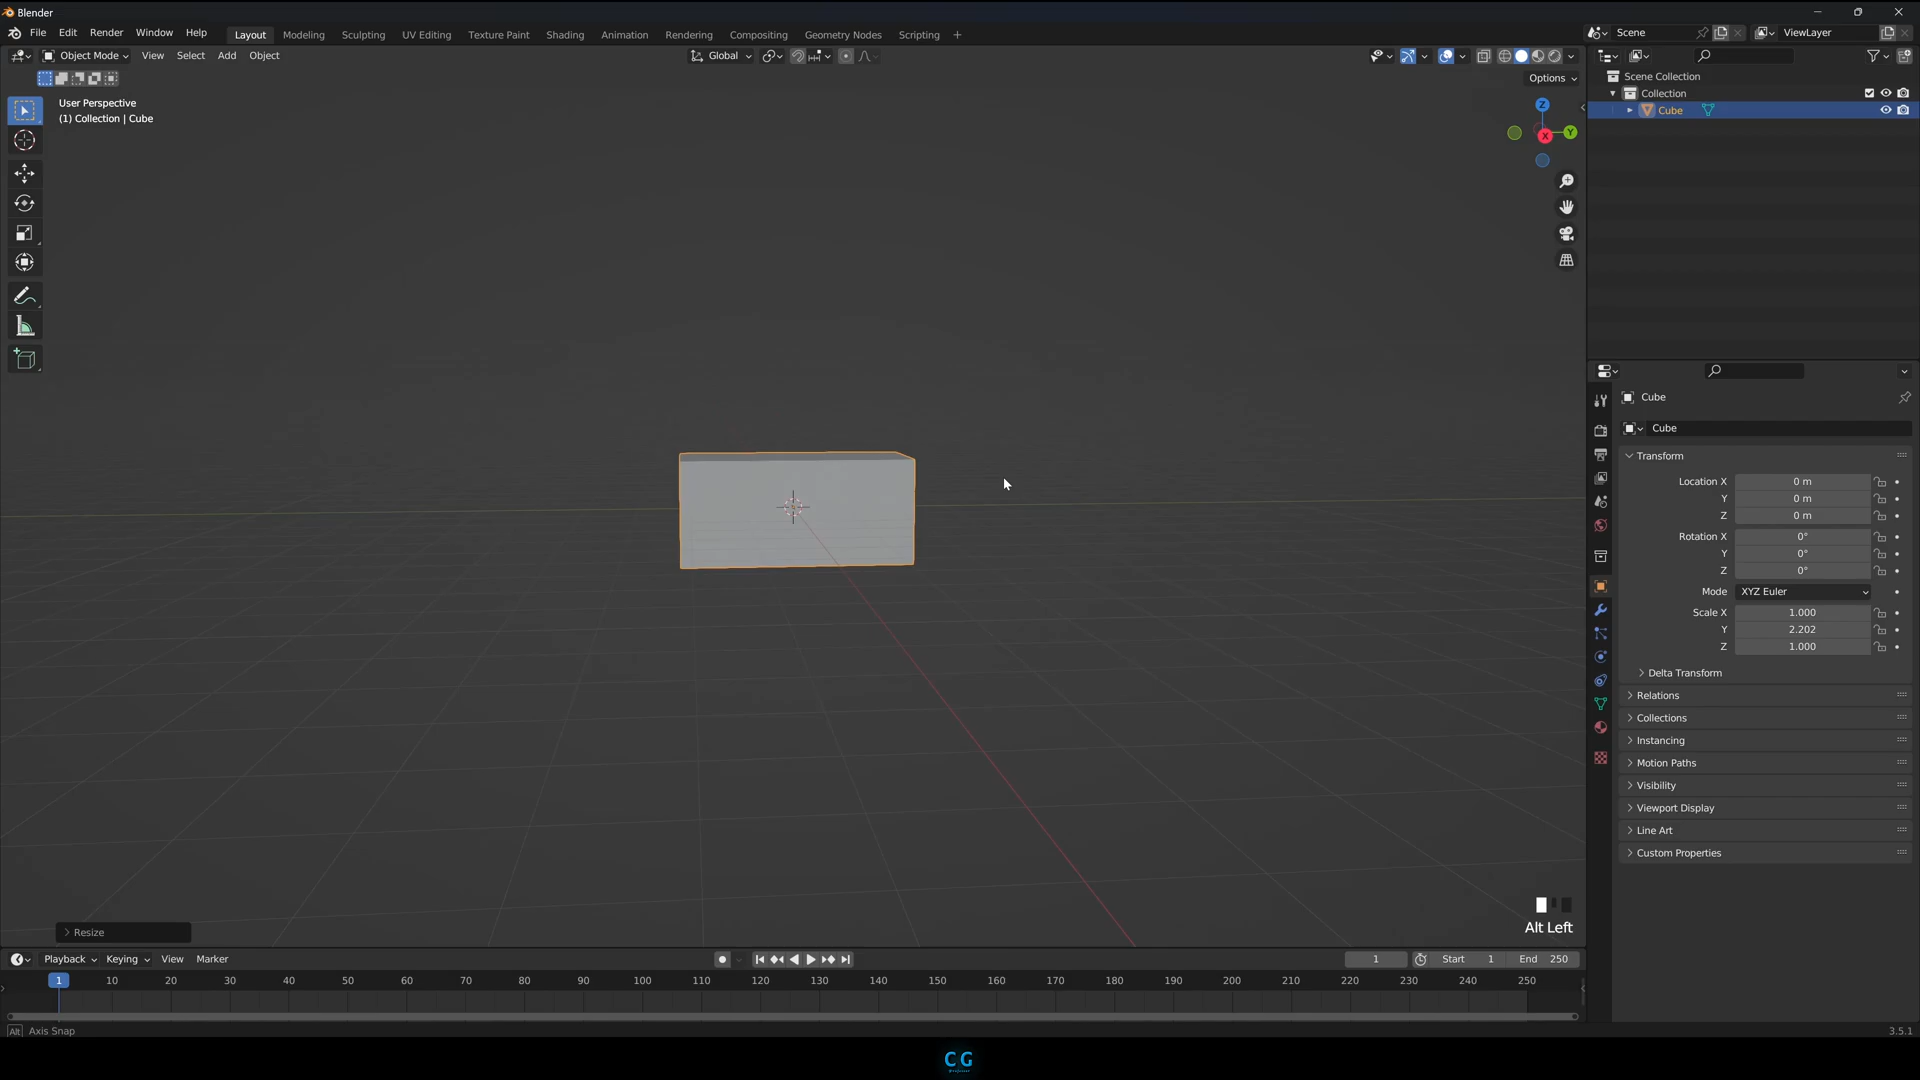 Blender
File Edit Render Window Help Layout Modeling Sculpting UV Editing Texture Paint Shading Animation Rendering Compositing Geometry Nodes Scripting + Scene ViewLayer
Object Mode View Select Add Object Global
Options
User Perspective
(1) Collection | Cube
Z
Y
X
Scene Collection
Collection
Cube
Cube
Cube
Transform
Location X 0 m
Y 0 m
Z 0 m
Rotation X 0°
Y 0°
Z 0°
Mode XYZ Euler
Scale X 1.000
Y 2.202
Z 1.000
Delta Transform
Relations
Collections
Instancing
Motion Paths
Visibility
Viewport Display
Line Art
Custom Properties
Alt Left
Resize
Playback Keying View Marker 1 Start 1 End 250
1 10 20 30 40 50 60 70 80 90 100 110 120 130 140 150 160 170 180 190 200 210 220 230 240 250
Alt Axis Snap 3.5.1
CG